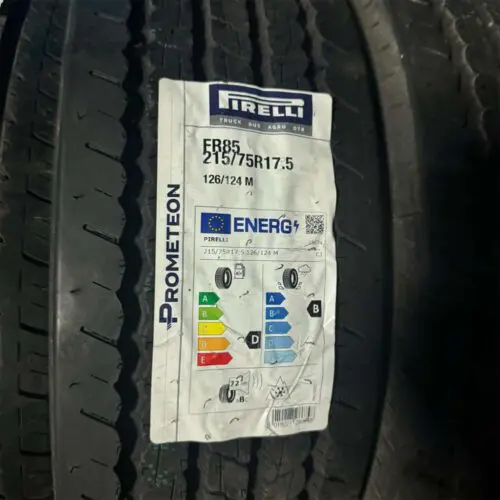 PIRELLI
TRUCK BUS AGRO OTR
FR85
215/75R17.5
126/124 M
PROMETEON
ENERG
PIRELLI
215/75R17.5 126/124 M
C3
A
B
C
D
E
D
A
B
C
D
E
B
72
B